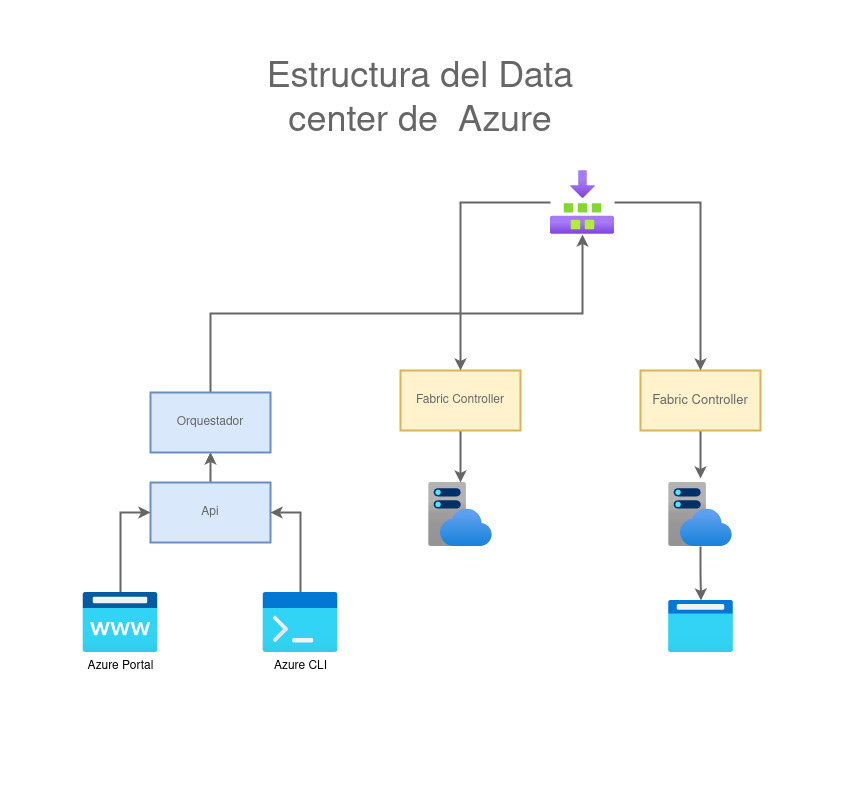 Estructura del Data
center de  Azure
Fabric Controller
Fabric Controller
Orquestador
Api
WWW
Azure Portal
Azure CLI